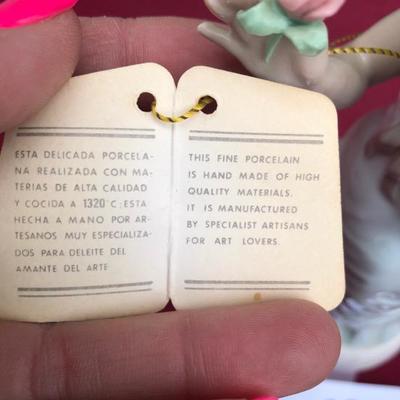 ESTA DELICADA PORCELA-
NA REALIZADA CON MA-
TERIAS DE ALTA CALIDAD
Y COCIDA A 1320°C; ESTA
HECHA A MANO POR AR-
TESANOS MUY ESPECIALIZA-
DOS PARA DELEITE DEL
AMANTE DEL ARTE
THIS FINE PORCELAIN
IS HAND MADE OF HIGH
QUALITY MATERIALS.
IT IS MANUFACTURED
BY SPECIALIST ARTISANS
FOR ART LOVERS.